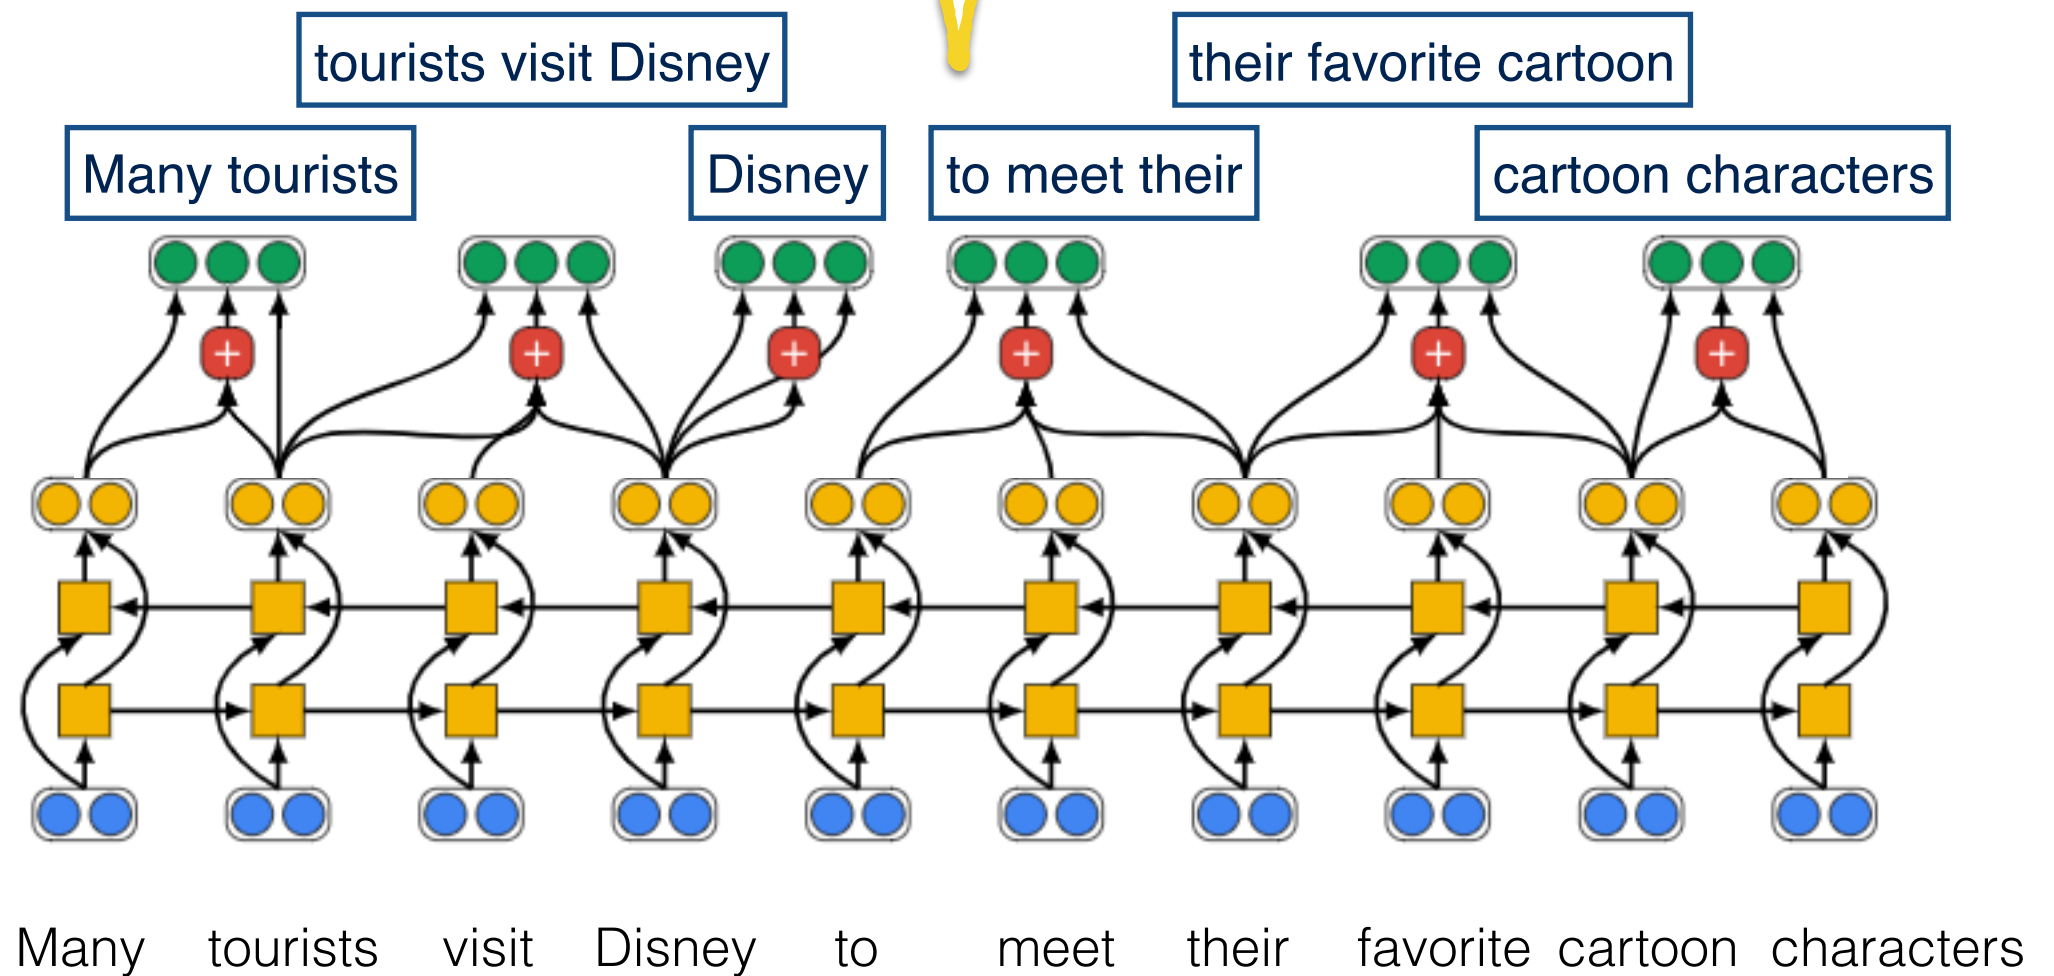 tourists visit Disney
their favorite cartoon
Many tourists
Disney
to meet their
cartoon characters
+ + + + + +
Many tourists visit Disney to meet their favorite cartoon characters